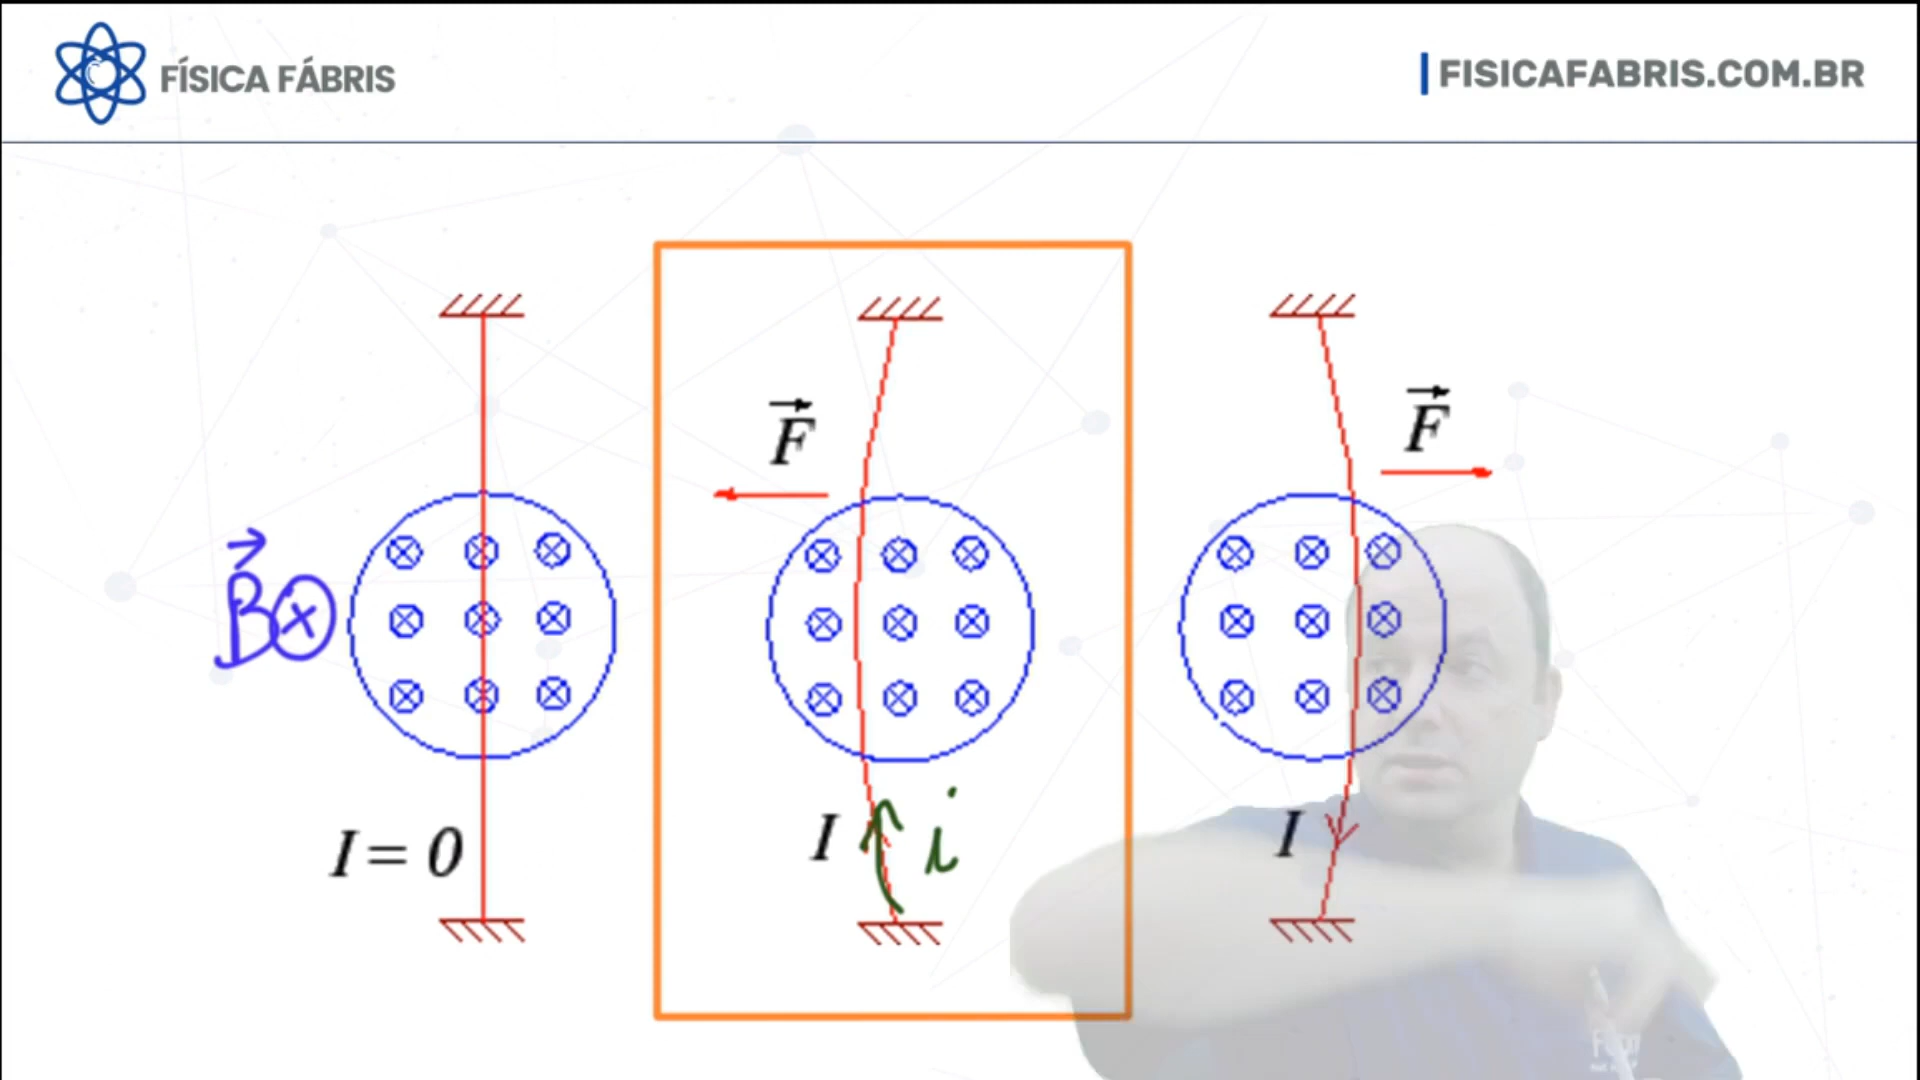 FÍSICA FÁBRIS
FISICAFABRIS.COM.BR
F
F
B
I = 0
I
i
I